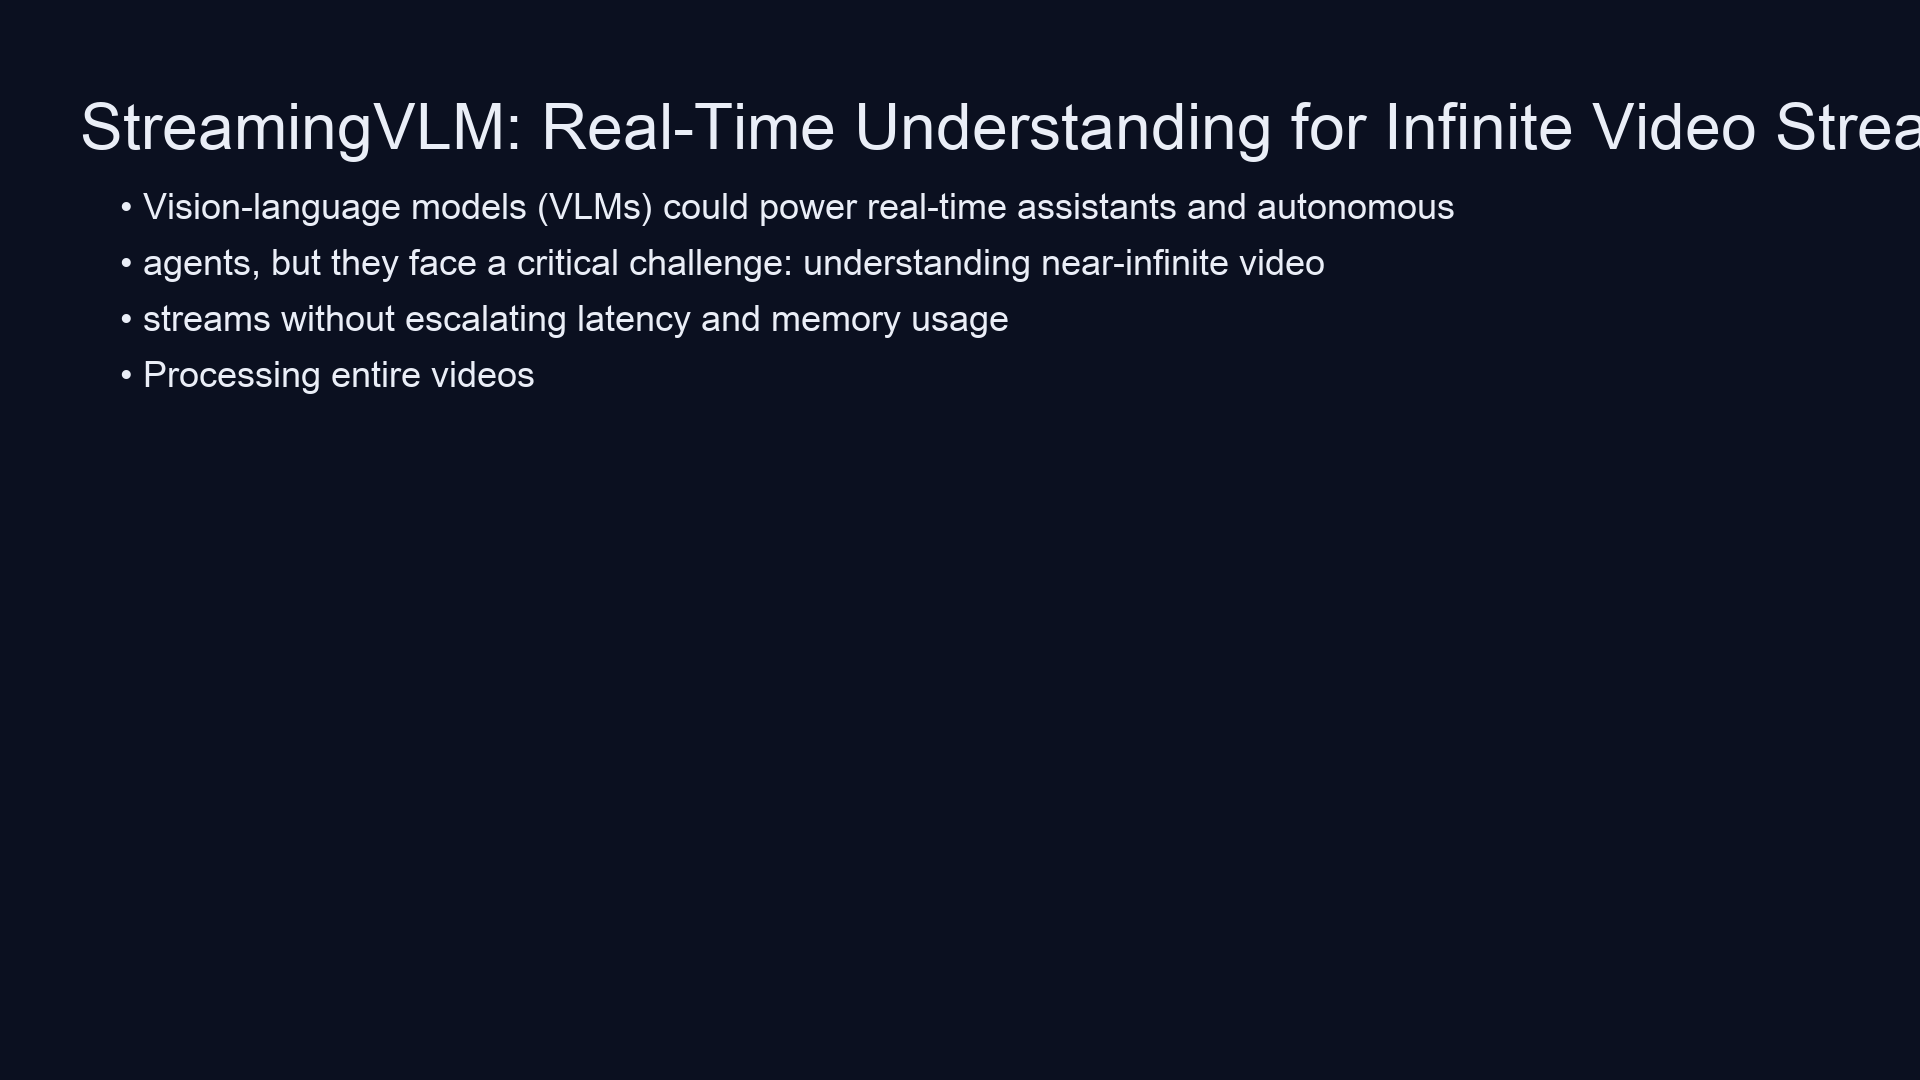 StreamingVLM: Real-Time Understanding for Infinite Video Strea
• Vision-language models (VLMs) could power real-time assistants and autonomous
• agents, but they face a critical challenge: understanding near-infinite video
• streams without escalating latency and memory usage
• Processing entire videos